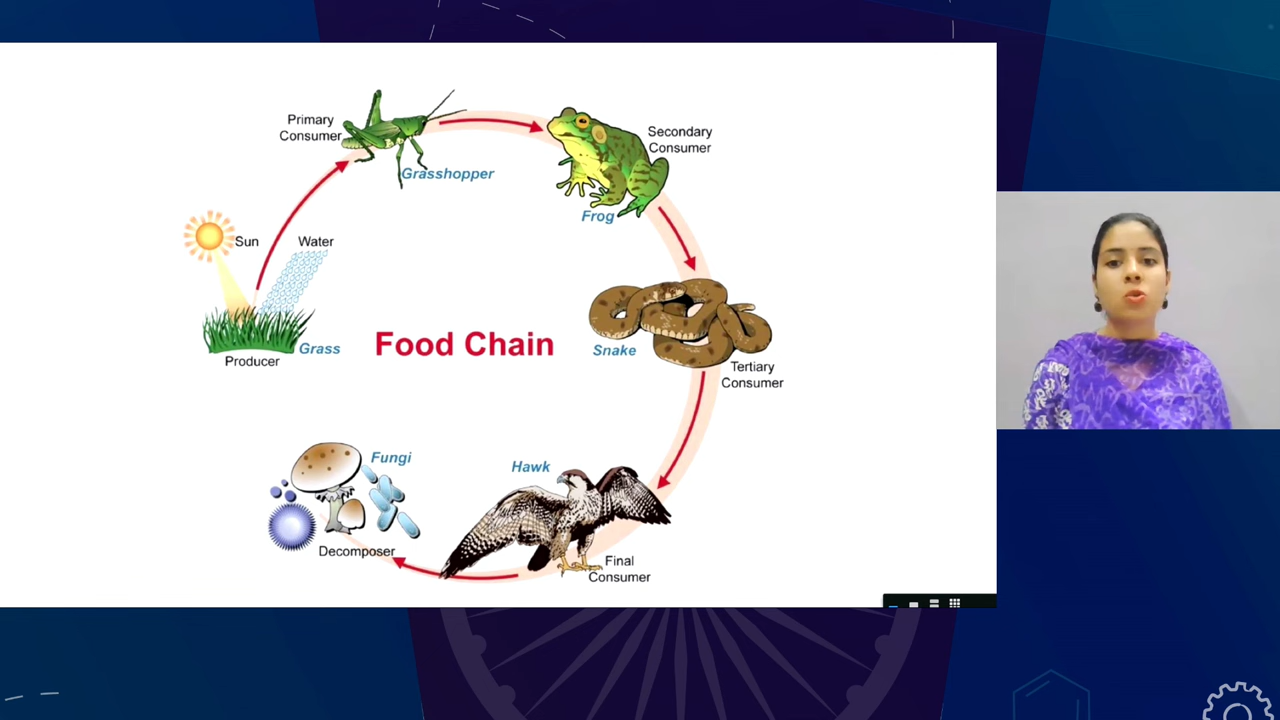 Primary
Consumer
Grasshopper
Secondary
Consumer
Frog
Sun
Water
Grass
Producer
Food Chain
Snake
Tertiary
Consumer
Fungi
Hawk
Decomposer
Final
Consumer